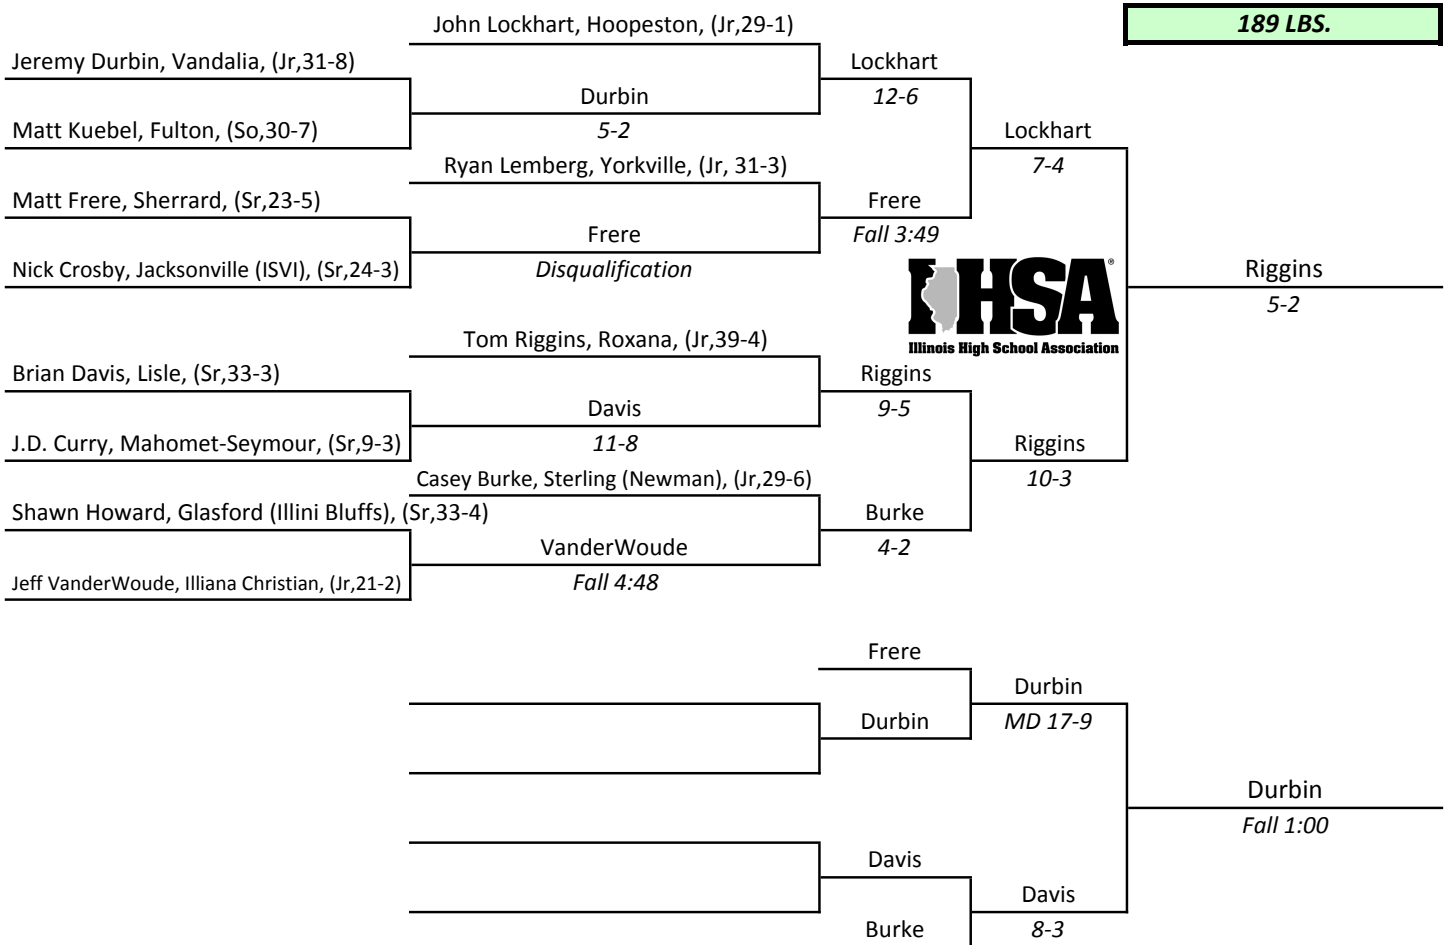 John Lockhart, Hoopeston, (Jr,29-1)
189 LBS.
Jeremy Durbin, Vandalia, (Jr,31-8)
Lockhart
Durbin
12-6
Matt Kuebel, Fulton, (So,30-7)
5-2
Lockhart
Ryan Lemberg, Yorkville, (Jr, 31-3)
7-4
Matt Frere, Sherrard, (Sr,23-5)
Frere
Frere
Fall 3:49
Nick Crosby, Jacksonville (ISVI), (Sr,24-3)
Disqualification
IHSA®
Riggins
5-2
Tom Riggins, Roxana, (Jr,39-4)
Illinois High School Association
Brian Davis, Lisle, (Sr,33-3)
Riggins
Davis
9-5
J.D. Curry, Mahomet-Seymour, (Sr,9-3)
11-8
Riggins
Casey Burke, Sterling (Newman), (Jr,29-6)
10-3
Shawn Howard, Glasford (Illini Bluffs), (Sr,33-4)
Burke
VanderWoude
4-2
Jeff VanderWoude, Illiana Christian, (Jr,21-2)
Fall 4:48
Frere
Durbin
Durbin
MD 17-9
Durbin
Fall 1:00
Davis
Davis
Burke
8-3